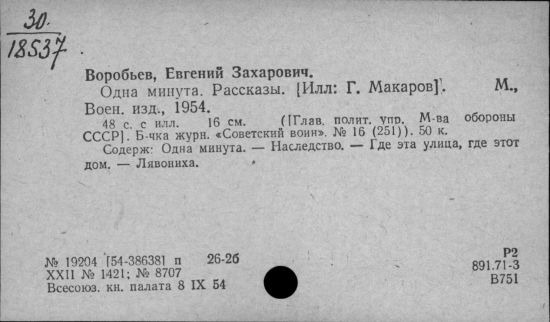 30.
18537
Воробьев, Евгений Захарович.
Одна минута. Рассказы. [Илл: Г. Макаров]. М.,
Воен. изд., 1954.
48 с. с илл. 16 см. ([Глав. полит. упр. М-ва обороны
СССР]. Б-чка журн. «Советский воин». № 16 (251)). 50 к.
Содерж: Одна минута. — Наследство. — Где эта улица, где этот
дом. — Лявониха.
№ 19204 [54-38638] п 26-2б
XXII № 1421; № 8707
Всесоюз. кн. палата 8 IX 54
Р2
891.71-3
В751